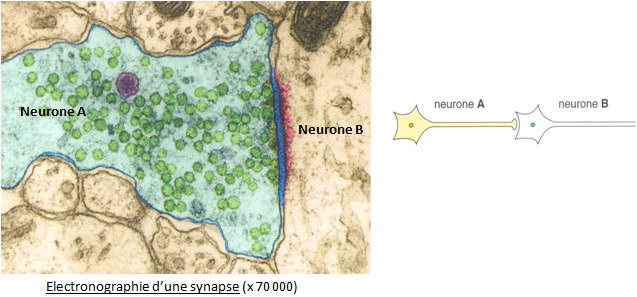 Neurone A
Neurone B
Electronographie d'une synapse (x 70 000)
neurone A
neurone B